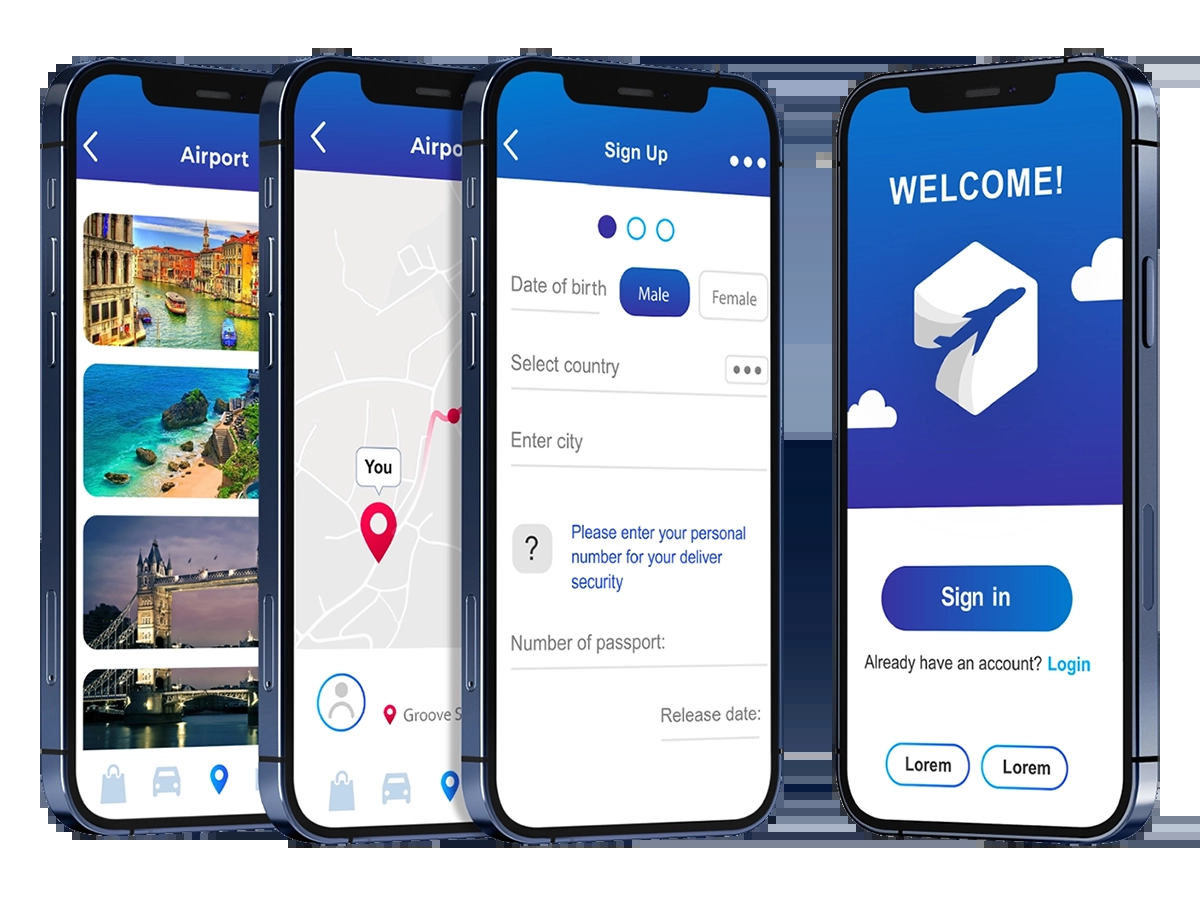 Airport
Airpo
You
Groove S
Sign Up
Date of birth
Male
Female
Select country
Enter city
?
Please enter your personal
number for your deliver
security
Number of passport:
Release date:
WELCOME!
Sign in
Already have an account? Login
Lorem
Lorem